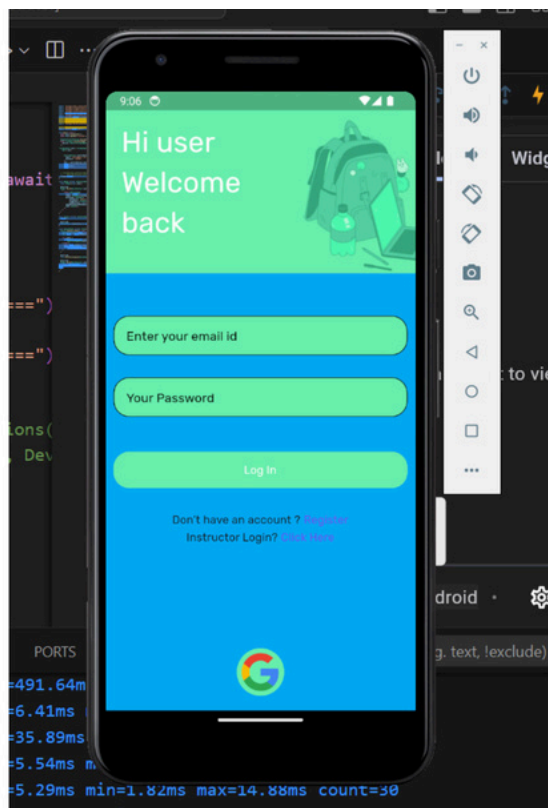 9:06
Hi user
Welcome
back
Widg
await
===")
===")
ions(
, Dev
Enter your email id
Your Password
Log In
Don't have an account ? Register
Instructor Login? Click Here
to vie
droid
PORTS
g. text, !exclude)
=491.64m
=6.41ms
=35.89ms
=5.54ms m
=5.29ms min=1.82ms max=14.88ms count=30